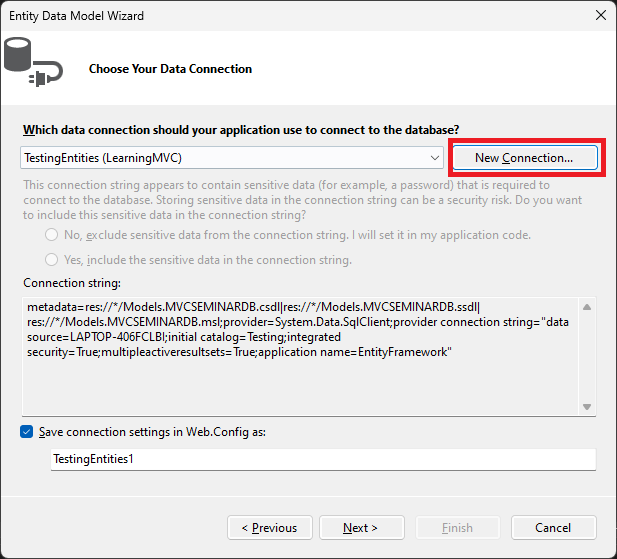 Entity Data Model Wizard
Choose Your Data Connection
Which data connection should your application use to connect to the database?
TestingEntities (LearningMVC)
New Connection...
This connection string appears to contain sensitive data (for example, a password) that is required to
connect to the database. Storing sensitive data in the connection string can be a security risk. Do you want
to include this sensitive data in the connection string?
No, exclude sensitive data from the connection string. I will set it in my application code.
Yes, include the sensitive data in the connection string.
Connection string:
metadata=res://*/Models.MVCSEMINARDB.csdl|res://*/Models.MVCSEMINARDB.ssdl|
res://*/Models.MVCSEMINARDB.msl;provider=System.Data.SqlClient;provider connection string="data
source=LAPTOP-406FCLBI;initial catalog=Testing;integrated
security=True;multipleactiveresultsets=True;application name=EntityFramework"
Save connection settings in Web.Config as:
TestingEntities1
< Previous
Next >
Finish
Cancel